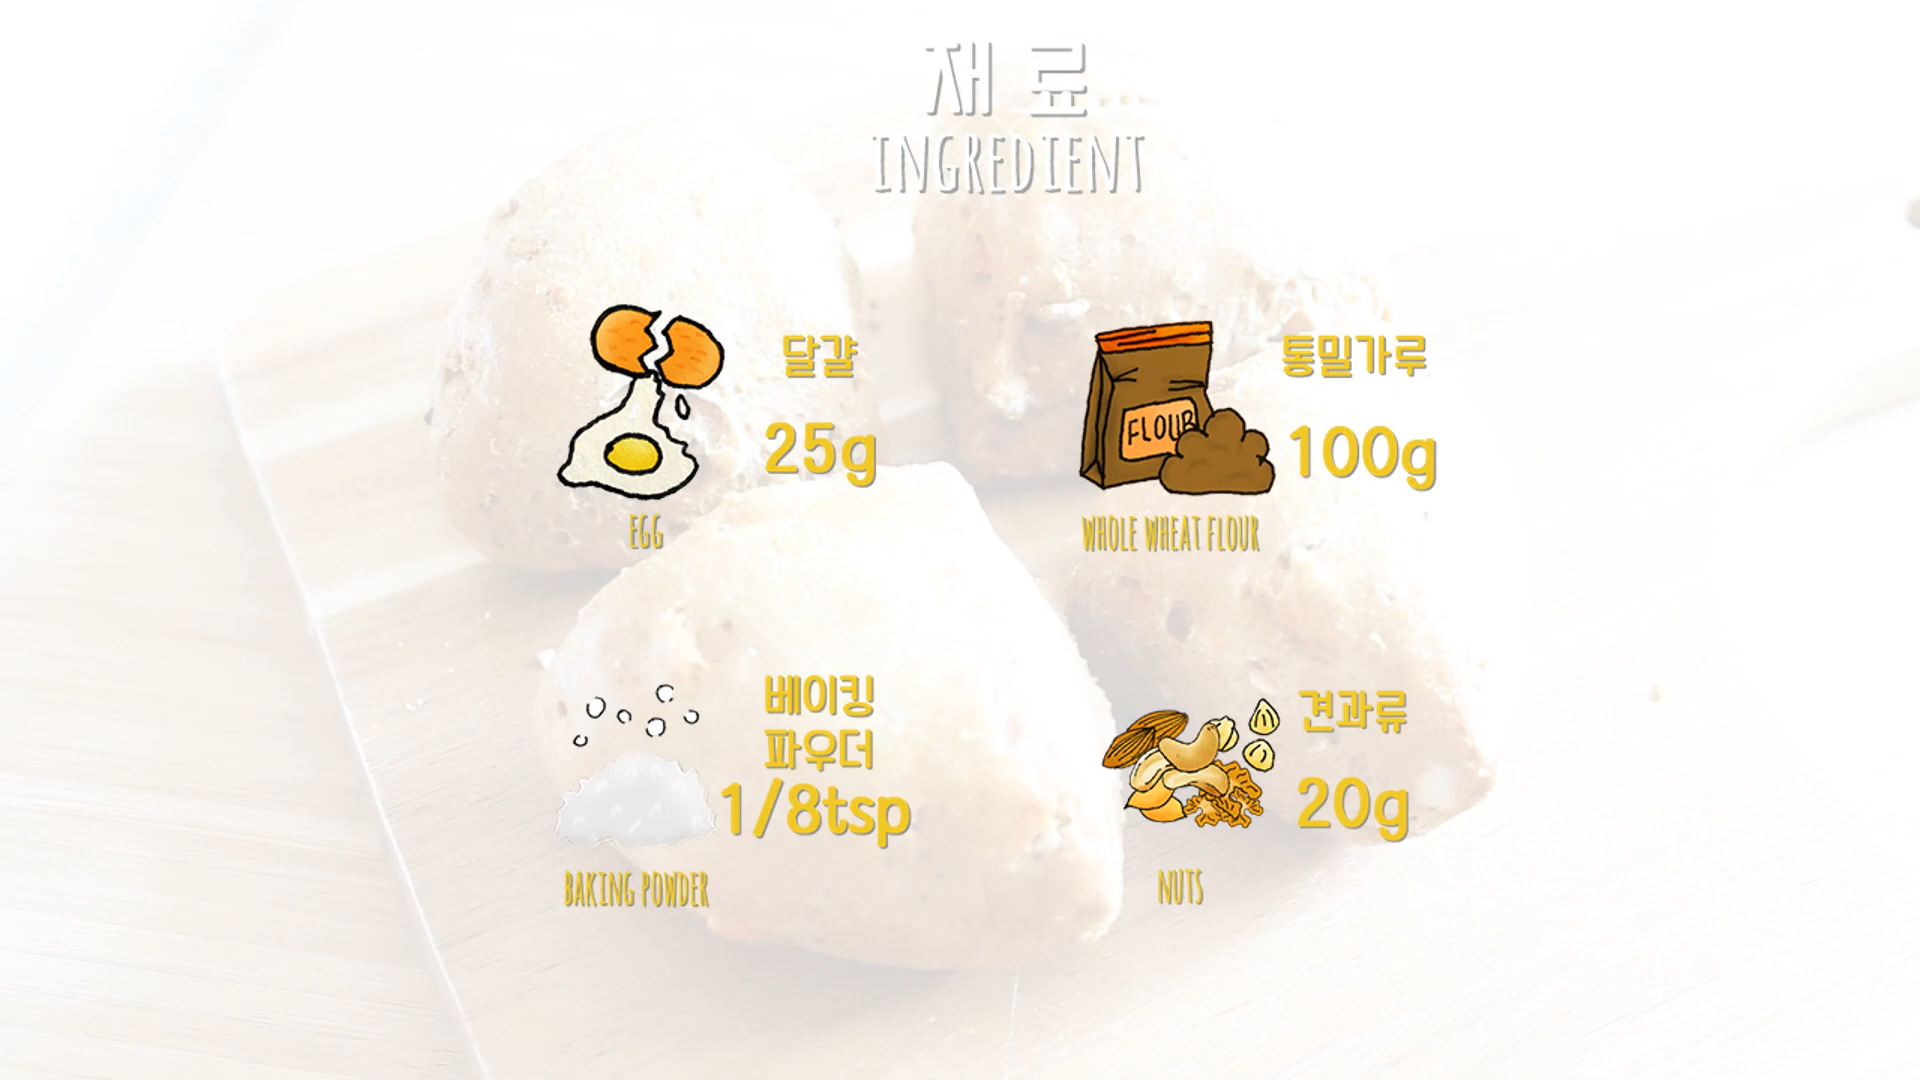 재 료
INGREDIENT
달걀
25g
EGG
통밀가루
FLOUR
100g
WHOLE WHEAT FLOUR
베이킹
파우더
1/8tsp
BAKING POWDER
견과류
20g
NUTS